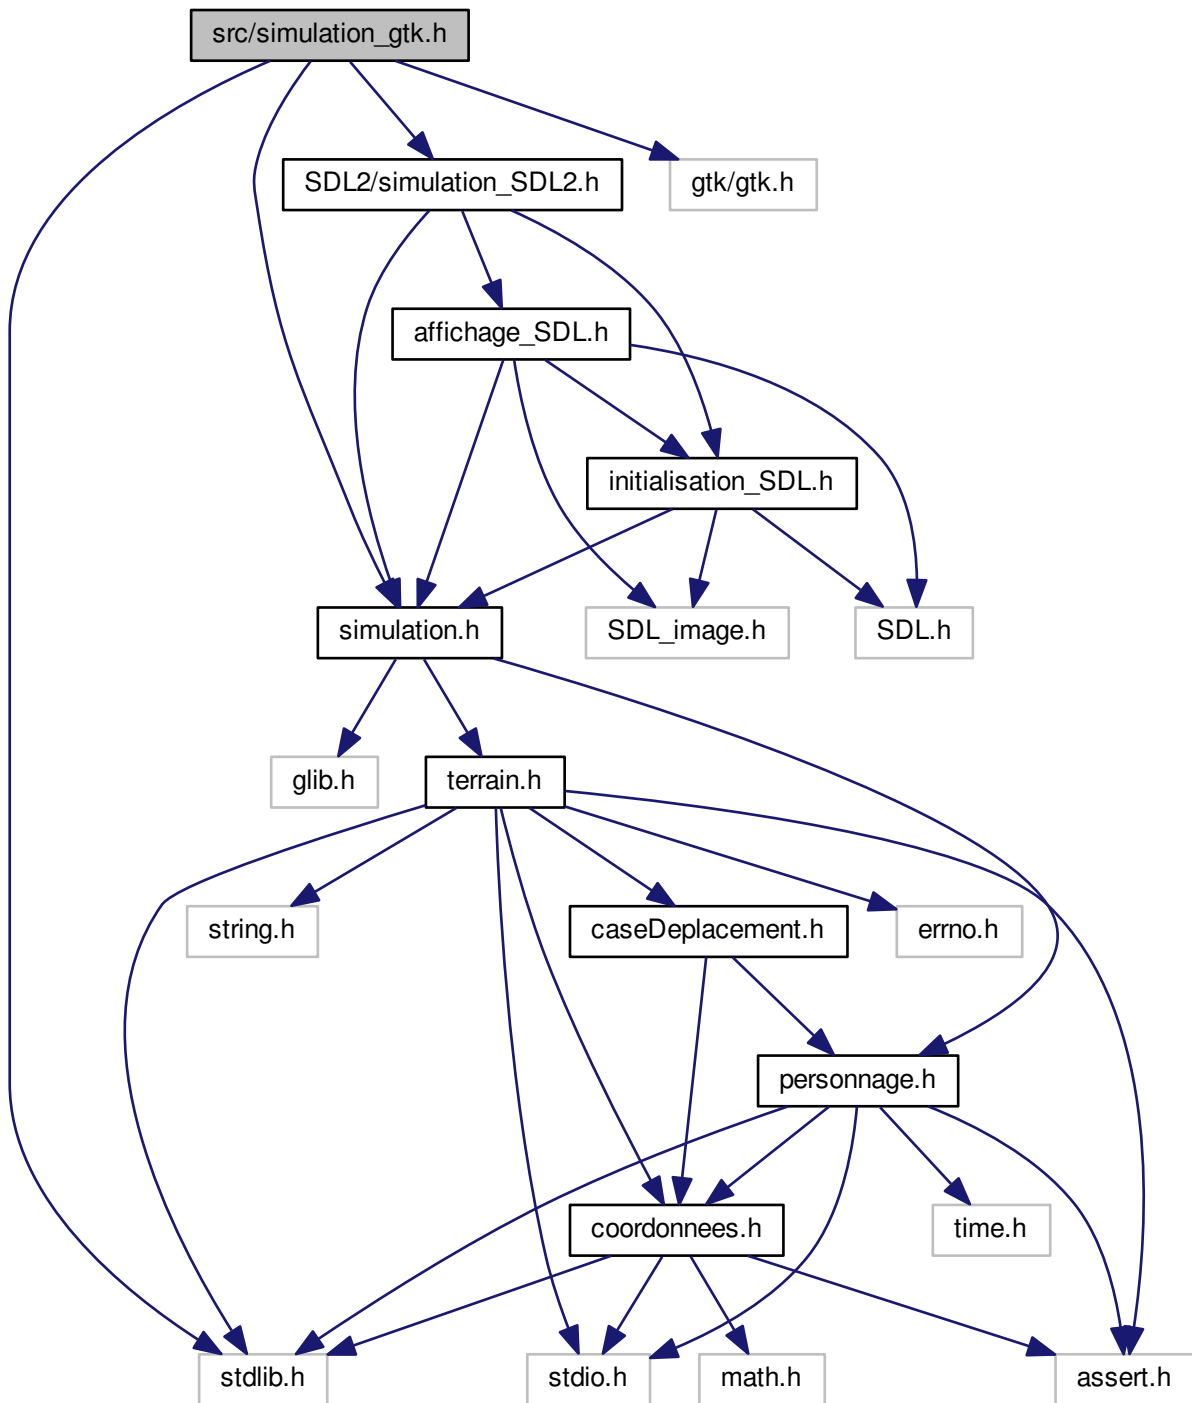 src/simulation_gtk.h
SDL2/simulation_SDL2.h
gtk/gtk.h
affichage_SDL.h
initialisation_SDL.h
simulation.h
SDL_image.h
SDL.h
glib.h
terrain.h
string.h
caseDeplacement.h
errno.h
personnage.h
coordonnees.h
time.h
stdlib.h
stdio.h
math.h
assert.h